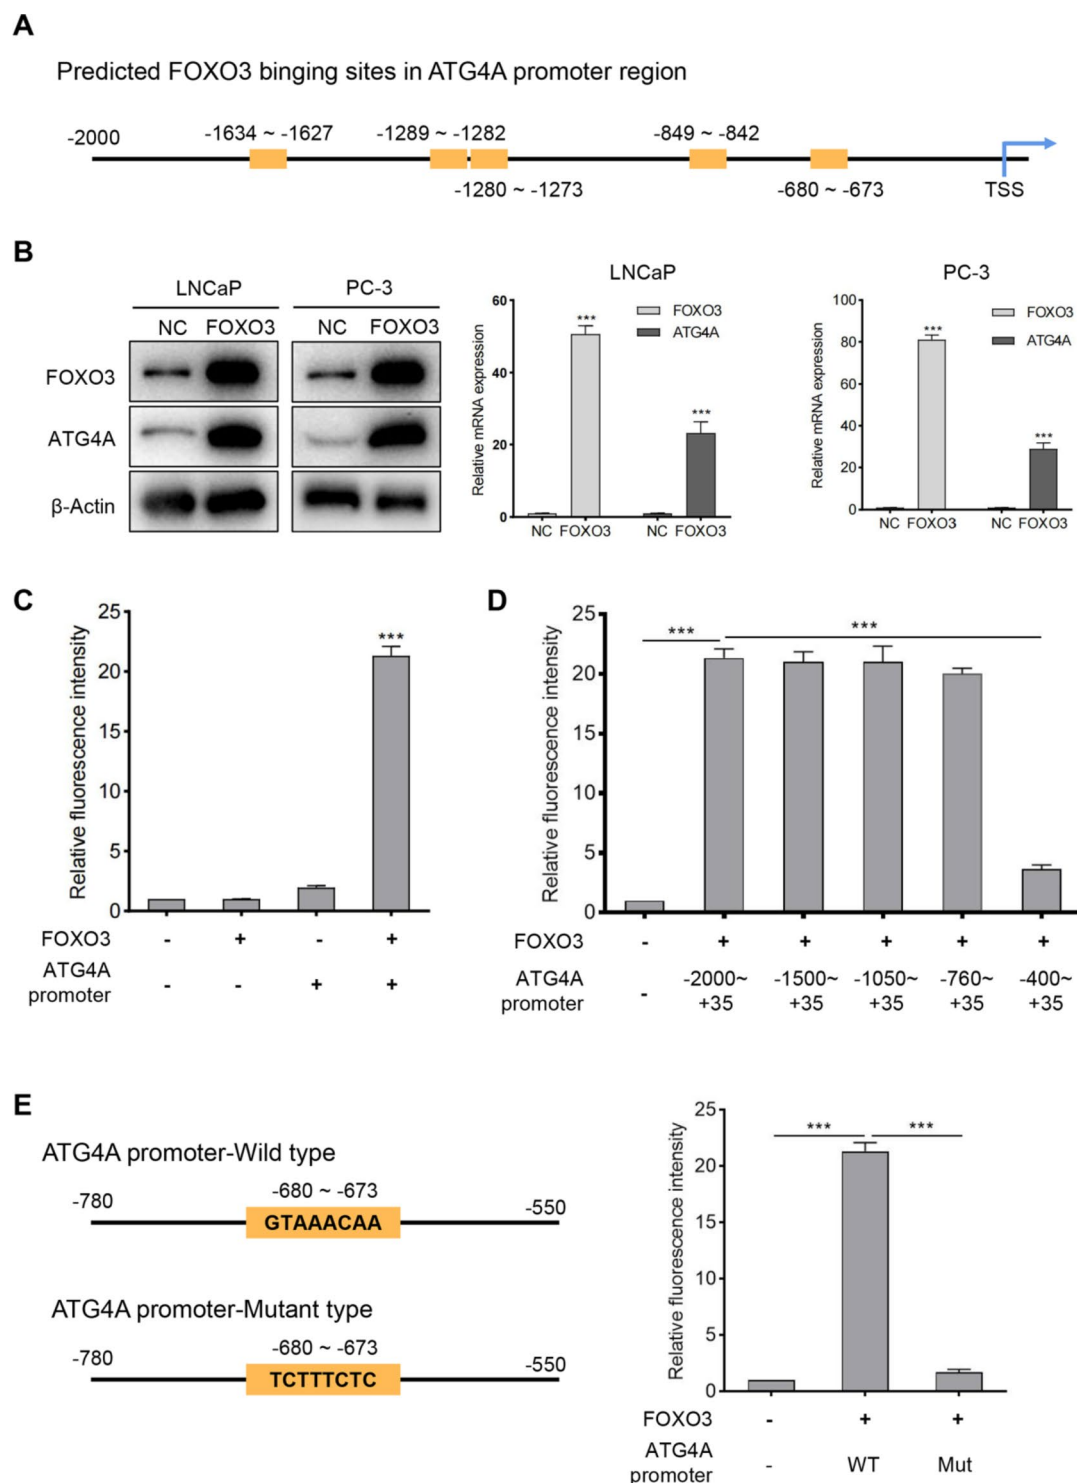 A
Predicted FOXO3 binging sites in ATG4A promoter region
-2000
-1634 ~ -1627
-1289 ~ -1282
-849 ~ -842
-1280 ~ -1273
-680 ~ -673
TSS
B
LNCaP
PC-3
NC FOXO3
NC FOXO3
FOXO3
ATG4A
β-Actin
LNCaP
Relative mRNA expression
60
40
20
0
***
***
FOXO3
ATG4A
NC FOXO3
NC FOXO3
PC-3
Relative mRNA expression
100
80
60
40
20
0
***
***
FOXO3
ATG4A
NC FOXO3
NC FOXO3
C
Relative fluorescence intensity
25
20
15
10
5
0
***
FOXO3 - + - +
ATG4A
promoter - - + +
D
Relative fluorescence intensity
25
20
15
10
5
0
***
***
FOXO3 - + + + + +
ATG4A -2000~ -1500~ -1050~ -760~ -400~
promoter - +35 +35 +35 +35 +35
E
ATG4A promoter-Wild type
-780
-680 ~ -673
-550
GTAAACAA
ATG4A promoter-Mutant type
-780
-680 ~ -673
-550
TCTTTCTC
Relative fluorescence intensity
25
20
15
10
5
0
***
***
FOXO3 - + +
ATG4A
promoter - WT Mut